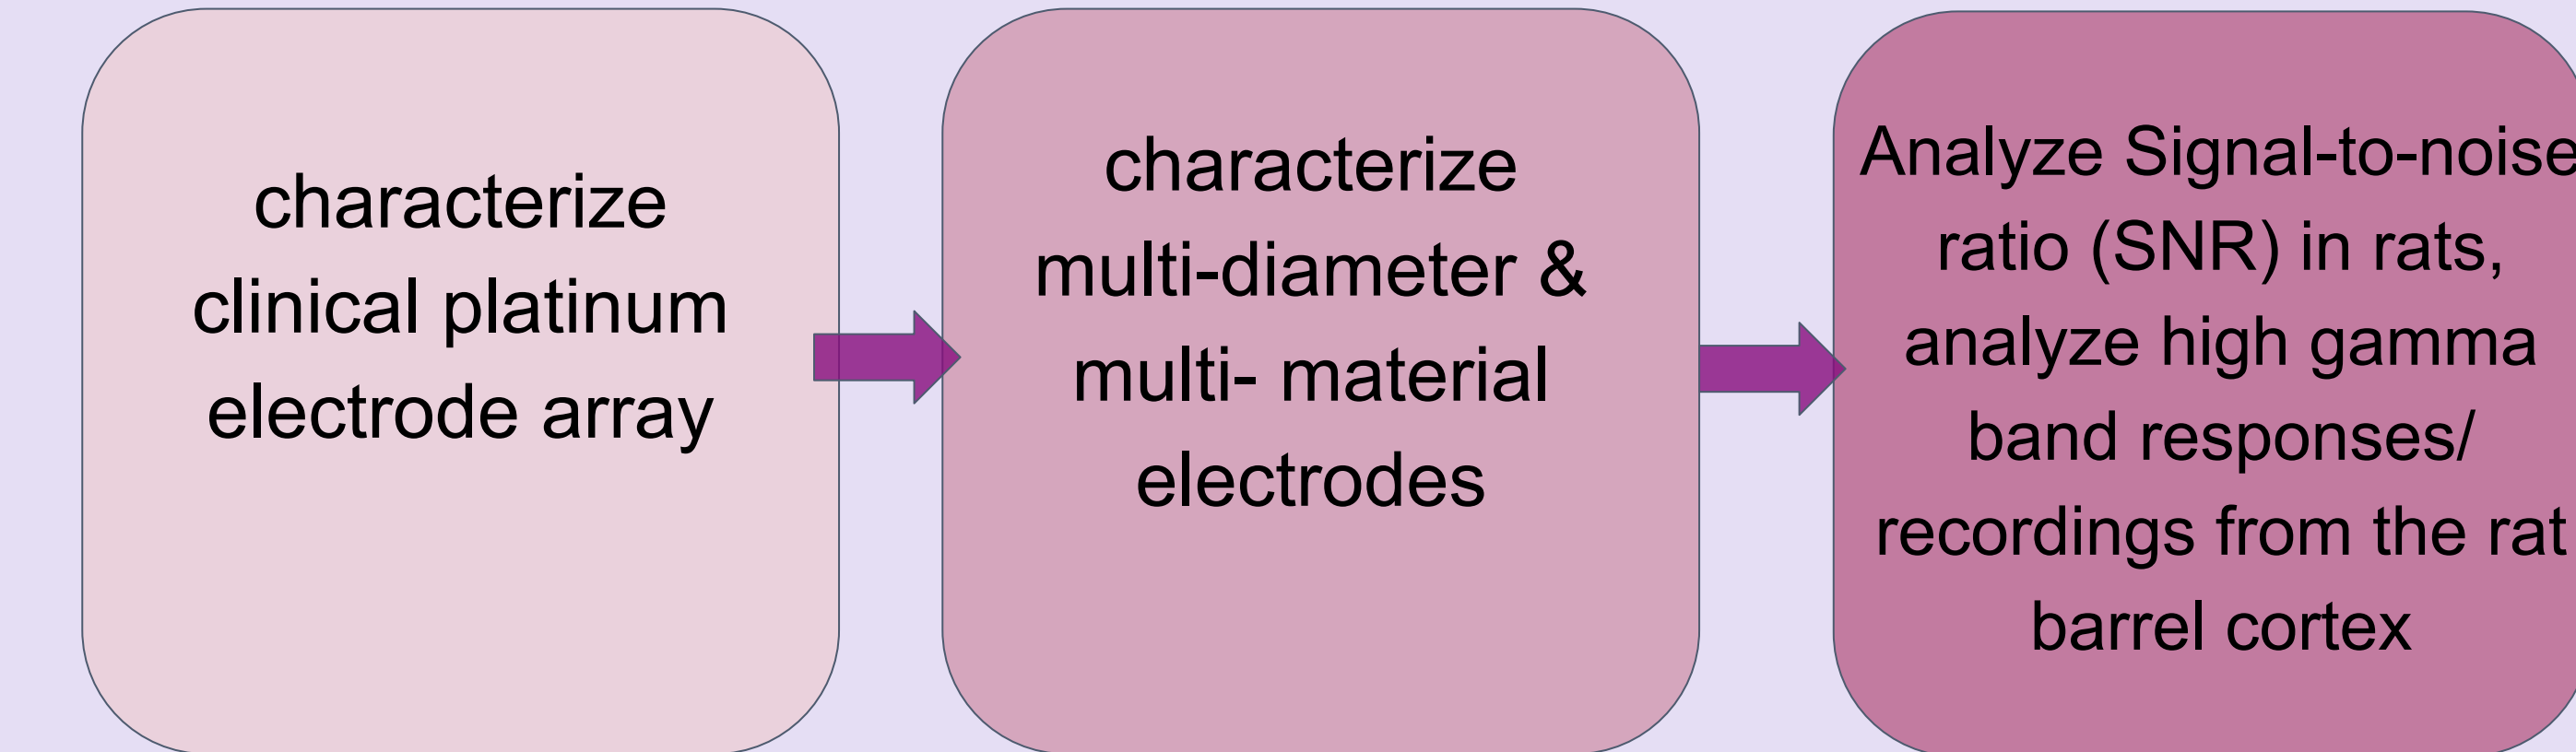 characterize
clinical platinum
electrode array
characterize
multi-diameter &
multi- material
electrodes
Analyze Signal-to-noise
ratio (SNR) in rats,
analyze high gamma
band responses/
recordings from the rat
barrel cortex